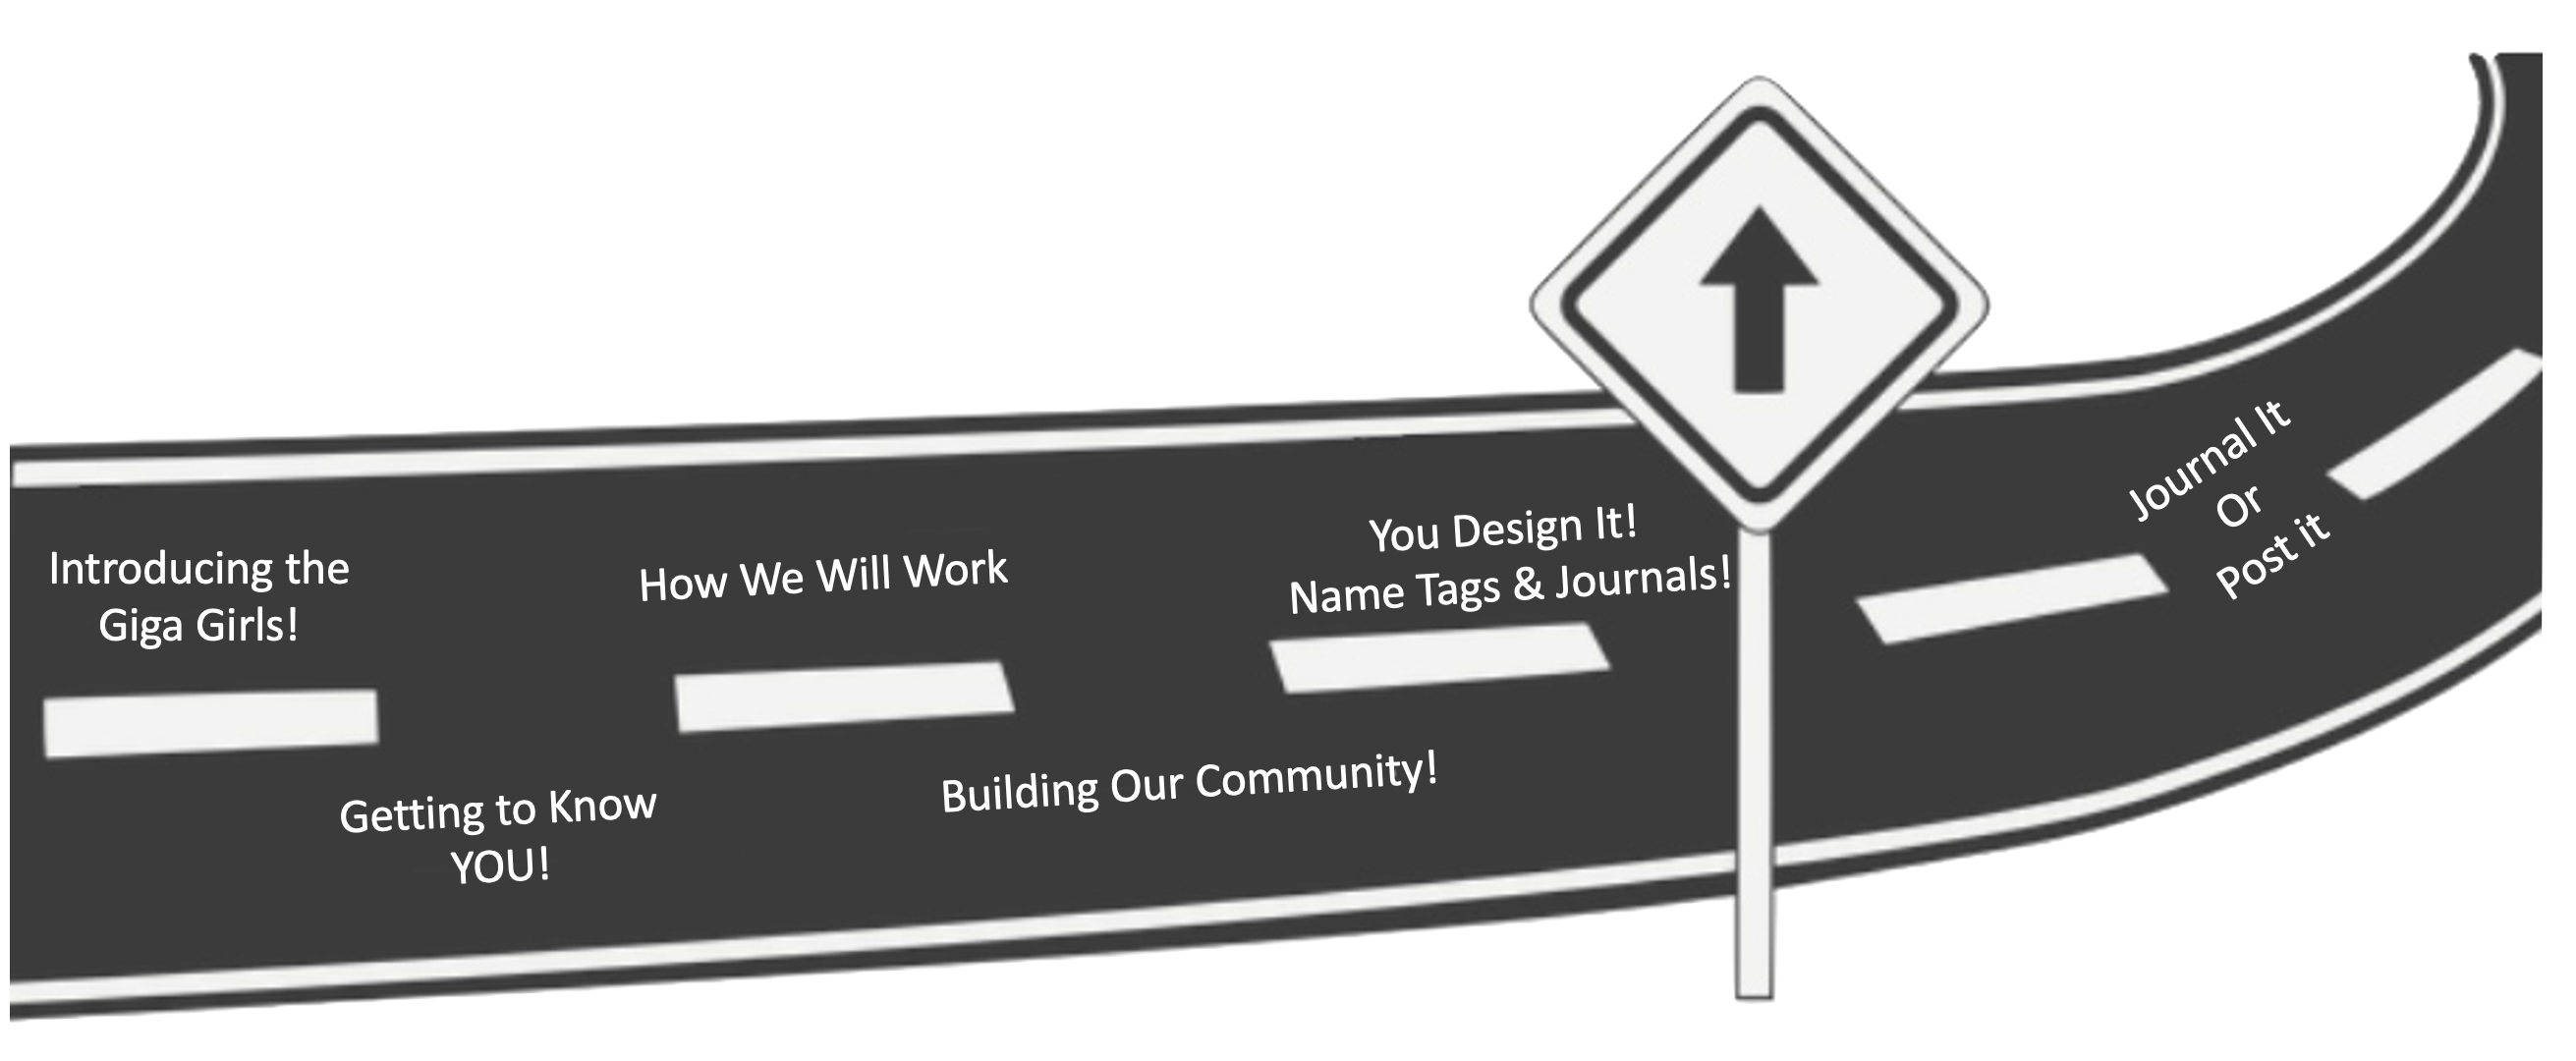 Introducing the
Giga Girls!
Getting to Know
YOU!
How We Will Work
Building Our Community!
You Design It!
Name Tags & Journals!
Journal It
Or
Post it